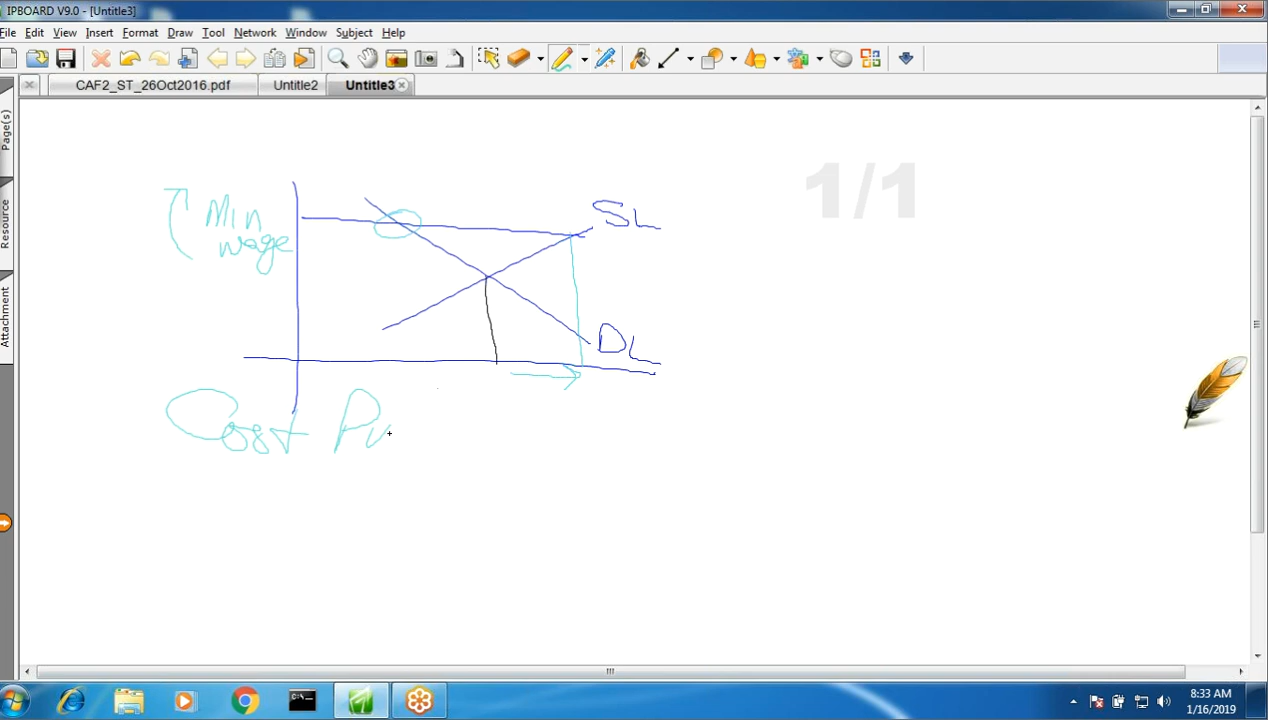 IPBOARD V9.0 - [Untitle3]
File Edit View Insert Format Draw Tool Network Window Subject Help
CAF2_ST_26Oct2016.pdf Untitle2 Untitle3
Page(s)
Resource
Attachment
1/1
Min
wage
SL
DL
Cost Pu
8:33 AM
1/16/2019